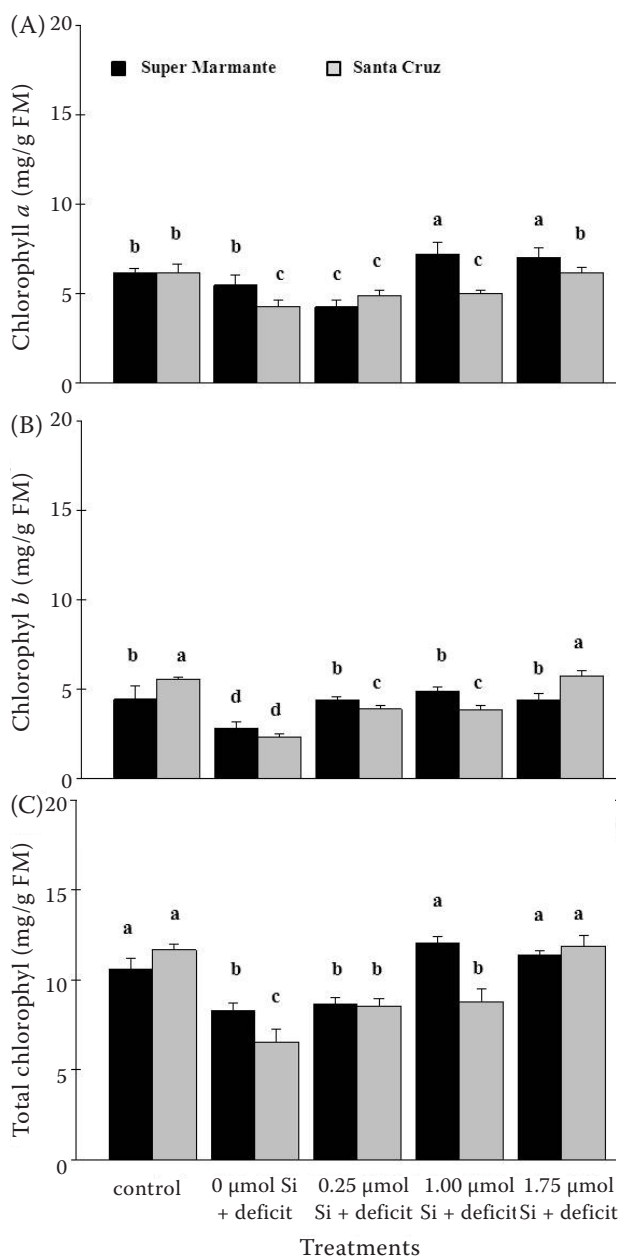 (A)
20
15
10
5
0
Chlorophyll a (mg/g FM)
Super Marmante Santa Cruz
b b b c c c a c a b
(B)
20
15
10
5
0
Chlorophyl b (mg/g FM)
b a d d b c b c b a
(C)
20
15
10
5
0
Total chlorophyl (mg/g FM)
a a b c b b a b a a
control 0 µmol Si 0.25 µmol 1.00 µmol 1.75 µmol
+ deficit Si + deficit Si + deficit Si + deficit
Treatments